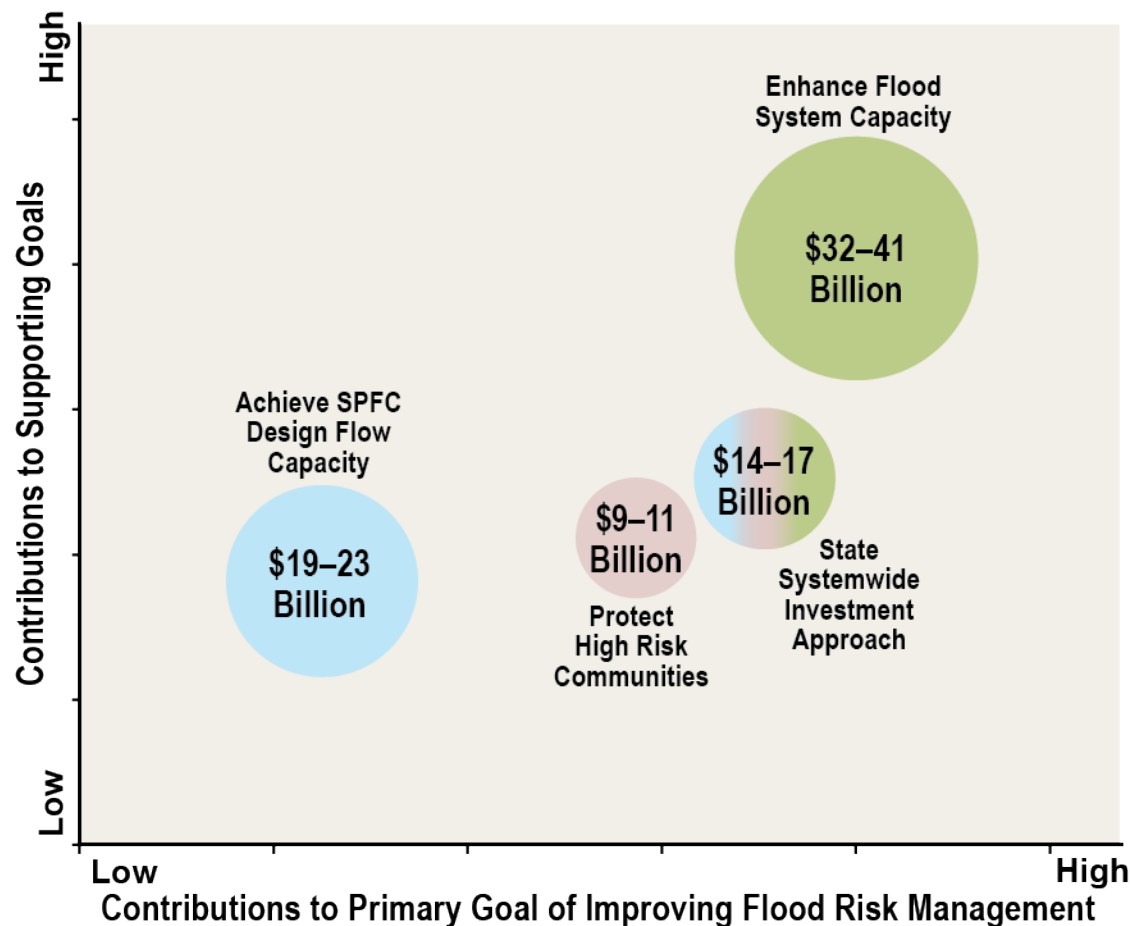 High
Contributions to Supporting Goals
Low
Enhance Flood
System Capacity
$32–41
Billion
Achieve SPFC
Design Flow
Capacity
$19–23
Billion
$9–11
Billion
Protect
High Risk
Communities
$14–17
Billion
State
Systemwide
Investment
Approach
Low
High
Contributions to Primary Goal of Improving Flood Risk Management